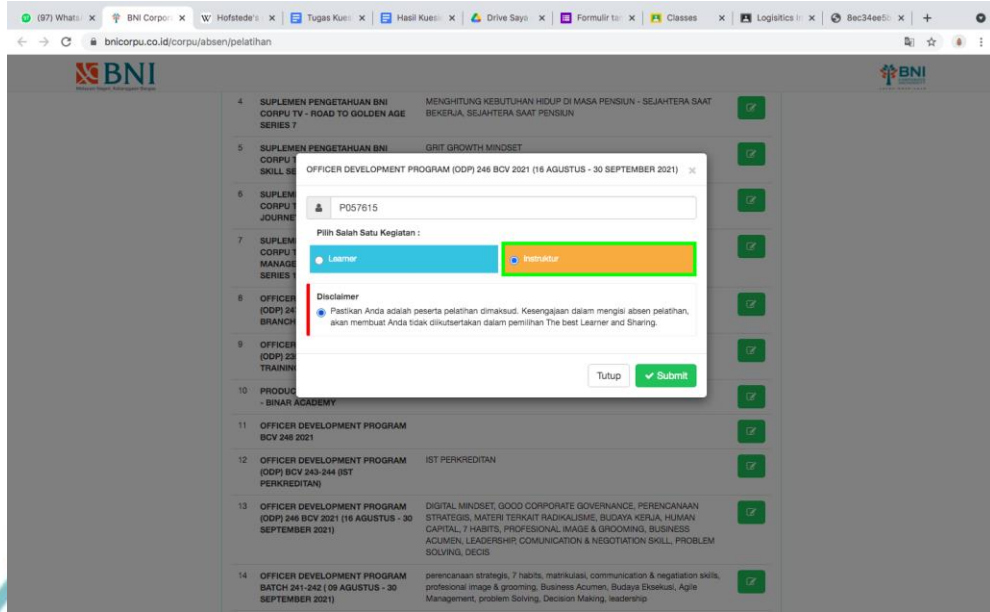 (97) Whats
BNI Corpor
Hofstede's
Tugas Kues
Hasil Kuesi
Drive Saya
Formulir tan
Classes
Logisitics In
8ec34ee5
bnicorpu.co.id/corpu/absen/pelatihan
BNI
BNI
4 SUPLEMEN PENGETAHUAN BNI
CORPU TV - ROAD TO GOLDEN AGE
SERIES 7
MENGHITUNG KEBUTUHAN HIDUP DI MASA PENSIUN - SEJAHTERA SAAT
BEKERJA, SEJAHTERA SAAT PENSIUN
5 SUPLEMEN PENGETAHUAN BNI
CORPU T
SKILL SE
GRIT GROWTH MINDSET
OFFICER DEVELOPMENT PROGRAM (ODP) 246 BCV 2021 (16 AGUSTUS - 30 SEPTEMBER 2021)
P057615
Pilih Salah Satu Kegiatan :
Learner
Instruktur
Disclaimer
Pastikan Anda adalah peserta pelatihan dimaksud. Kesengajaan dalam mengisi absen pelatihan,
akan membuat Anda tidak diikutsertakan dalam pemilihan The best Learner and Sharing.
Tutup
Submit
6 SUPLEM
CORPU T
JOURNE
7 SUPLEM
CORPU T
MANAGE
SERIES 1
8 OFFICER
(ODP) 24
BRANCH
9 OFFICER
(ODP) 23
TRAININ
10 PRODUC
- BINAR ACADEMY
11 OFFICER DEVELOPMENT PROGRAM
BCV 246 2021
12 OFFICER DEVELOPMENT PROGRAM
(ODP) BCV 243-244 (IST
PERKREDITAN)
IST PERKREDITAN
13 OFFICER DEVELOPMENT PROGRAM
(ODP) 246 BCV 2021 (16 AGUSTUS - 30
SEPTEMBER 2021)
DIGITAL MINDSET, GOOD CORPORATE GOVERNANCE, PERENCANAAN
STRATEGIS, MATERI TERKAIT RADIKALISME, BUDAYA KERJA, HUMAN
CAPITAL, 7 HABITS, PROFESIONAL IMAGE & GROOMING, BUSINESS
ACUMEN, LEADERSHIP, COMUNICATION & NEGOTIATION SKILL, PROBLEM
SOLVING, DECIS
14 OFFICER DEVELOPMENT PROGRAM
BATCH 241-242 ( 09 AGUSTUS - 30
SEPTEMBER 2021)
perencanaan strategis, 7 habits, matrikulasi, communication & negatiation skills,
profesional image & grooming, Business Acumen, Budaya Eksekusi, Agile
Management, problem Solving, Decision Making, leadership